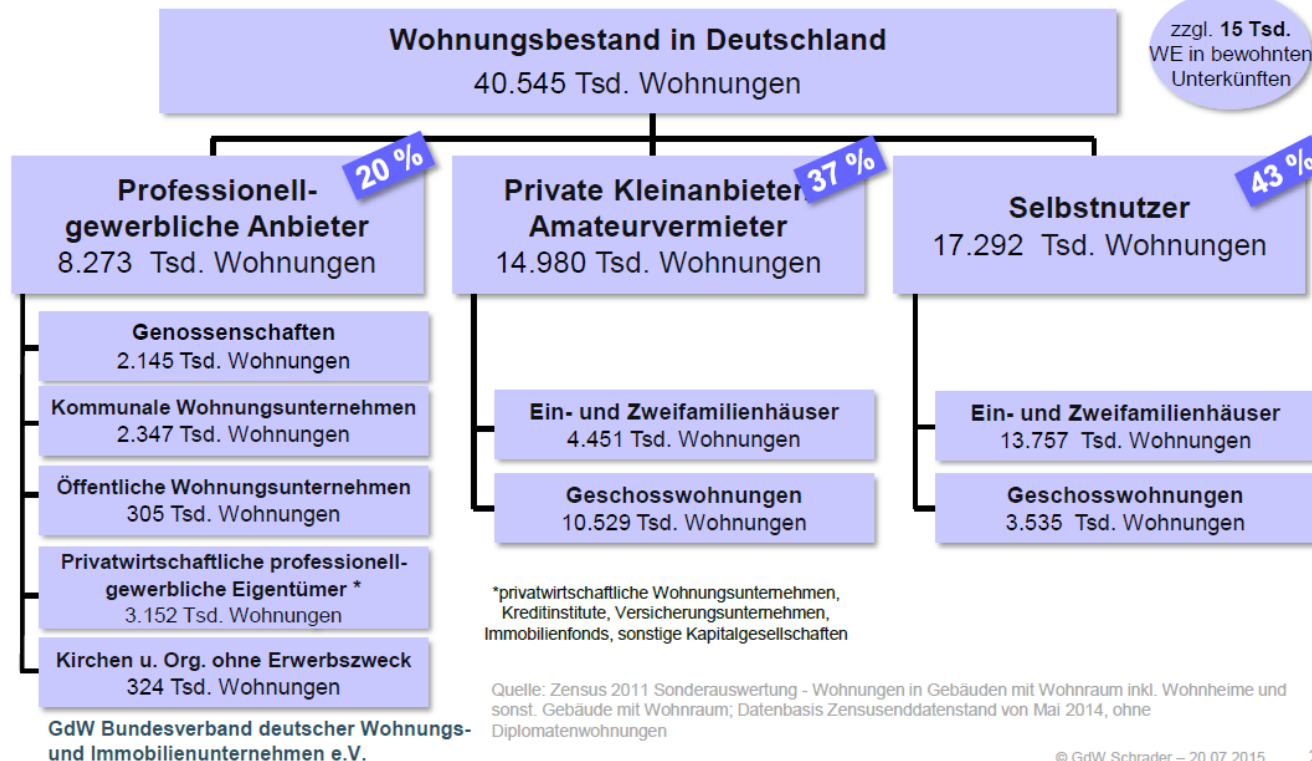 Wohnungsbestand in Deutschland
40.545 Tsd. Wohnungen
zzgl. 15 Tsd.
WE in bewohnten
Unterkünften
20 %
Professionell-
gewerbliche Anbieter
8.273 Tsd. Wohnungen
37 %
Private Kleinanbieter
Amateurvermieter
14.980 Tsd. Wohnungen
43 %
Selbstnutzer
17.292 Tsd. Wohnungen
Genossenschaften
2.145 Tsd. Wohnungen
Kommunale Wohnungsunternehmen
2.347 Tsd. Wohnungen
Öffentliche Wohnungsunternehmen
305 Tsd. Wohnungen
Privatwirtschaftliche professionell-
gewerbliche Eigentümer *
3.152 Tsd. Wohnungen
Kirchen u. Org. ohne Erwerbszweck
324 Tsd. Wohnungen
Ein- und Zweifamilienhäuser
4.451 Tsd. Wohnungen
Geschosswohnungen
10.529 Tsd. Wohnungen
Ein- und Zweifamilienhäuser
13.757 Tsd. Wohnungen
Geschosswohnungen
3.535 Tsd. Wohnungen
*privatwirtschaftliche Wohnungsunternehmen,
Kreditinstitute, Versicherungsunternehmen,
Immobilienfonds, sonstige Kapitalgesellschaften
Quelle: Zensus 2011 Sonderauswertung - Wohnungen in Gebäuden mit Wohnraum inkl. Wohnheime und
sonst. Gebäude mit Wohnraum; Datenbasis Zensusenddatenstand von Mai 2014, ohne
Diplomatenwohnungen
GdW Bundesverband deutscher Wohnungs-
und Immobilienunternehmen e.V.
© GdW Schrader – 20.07.2015